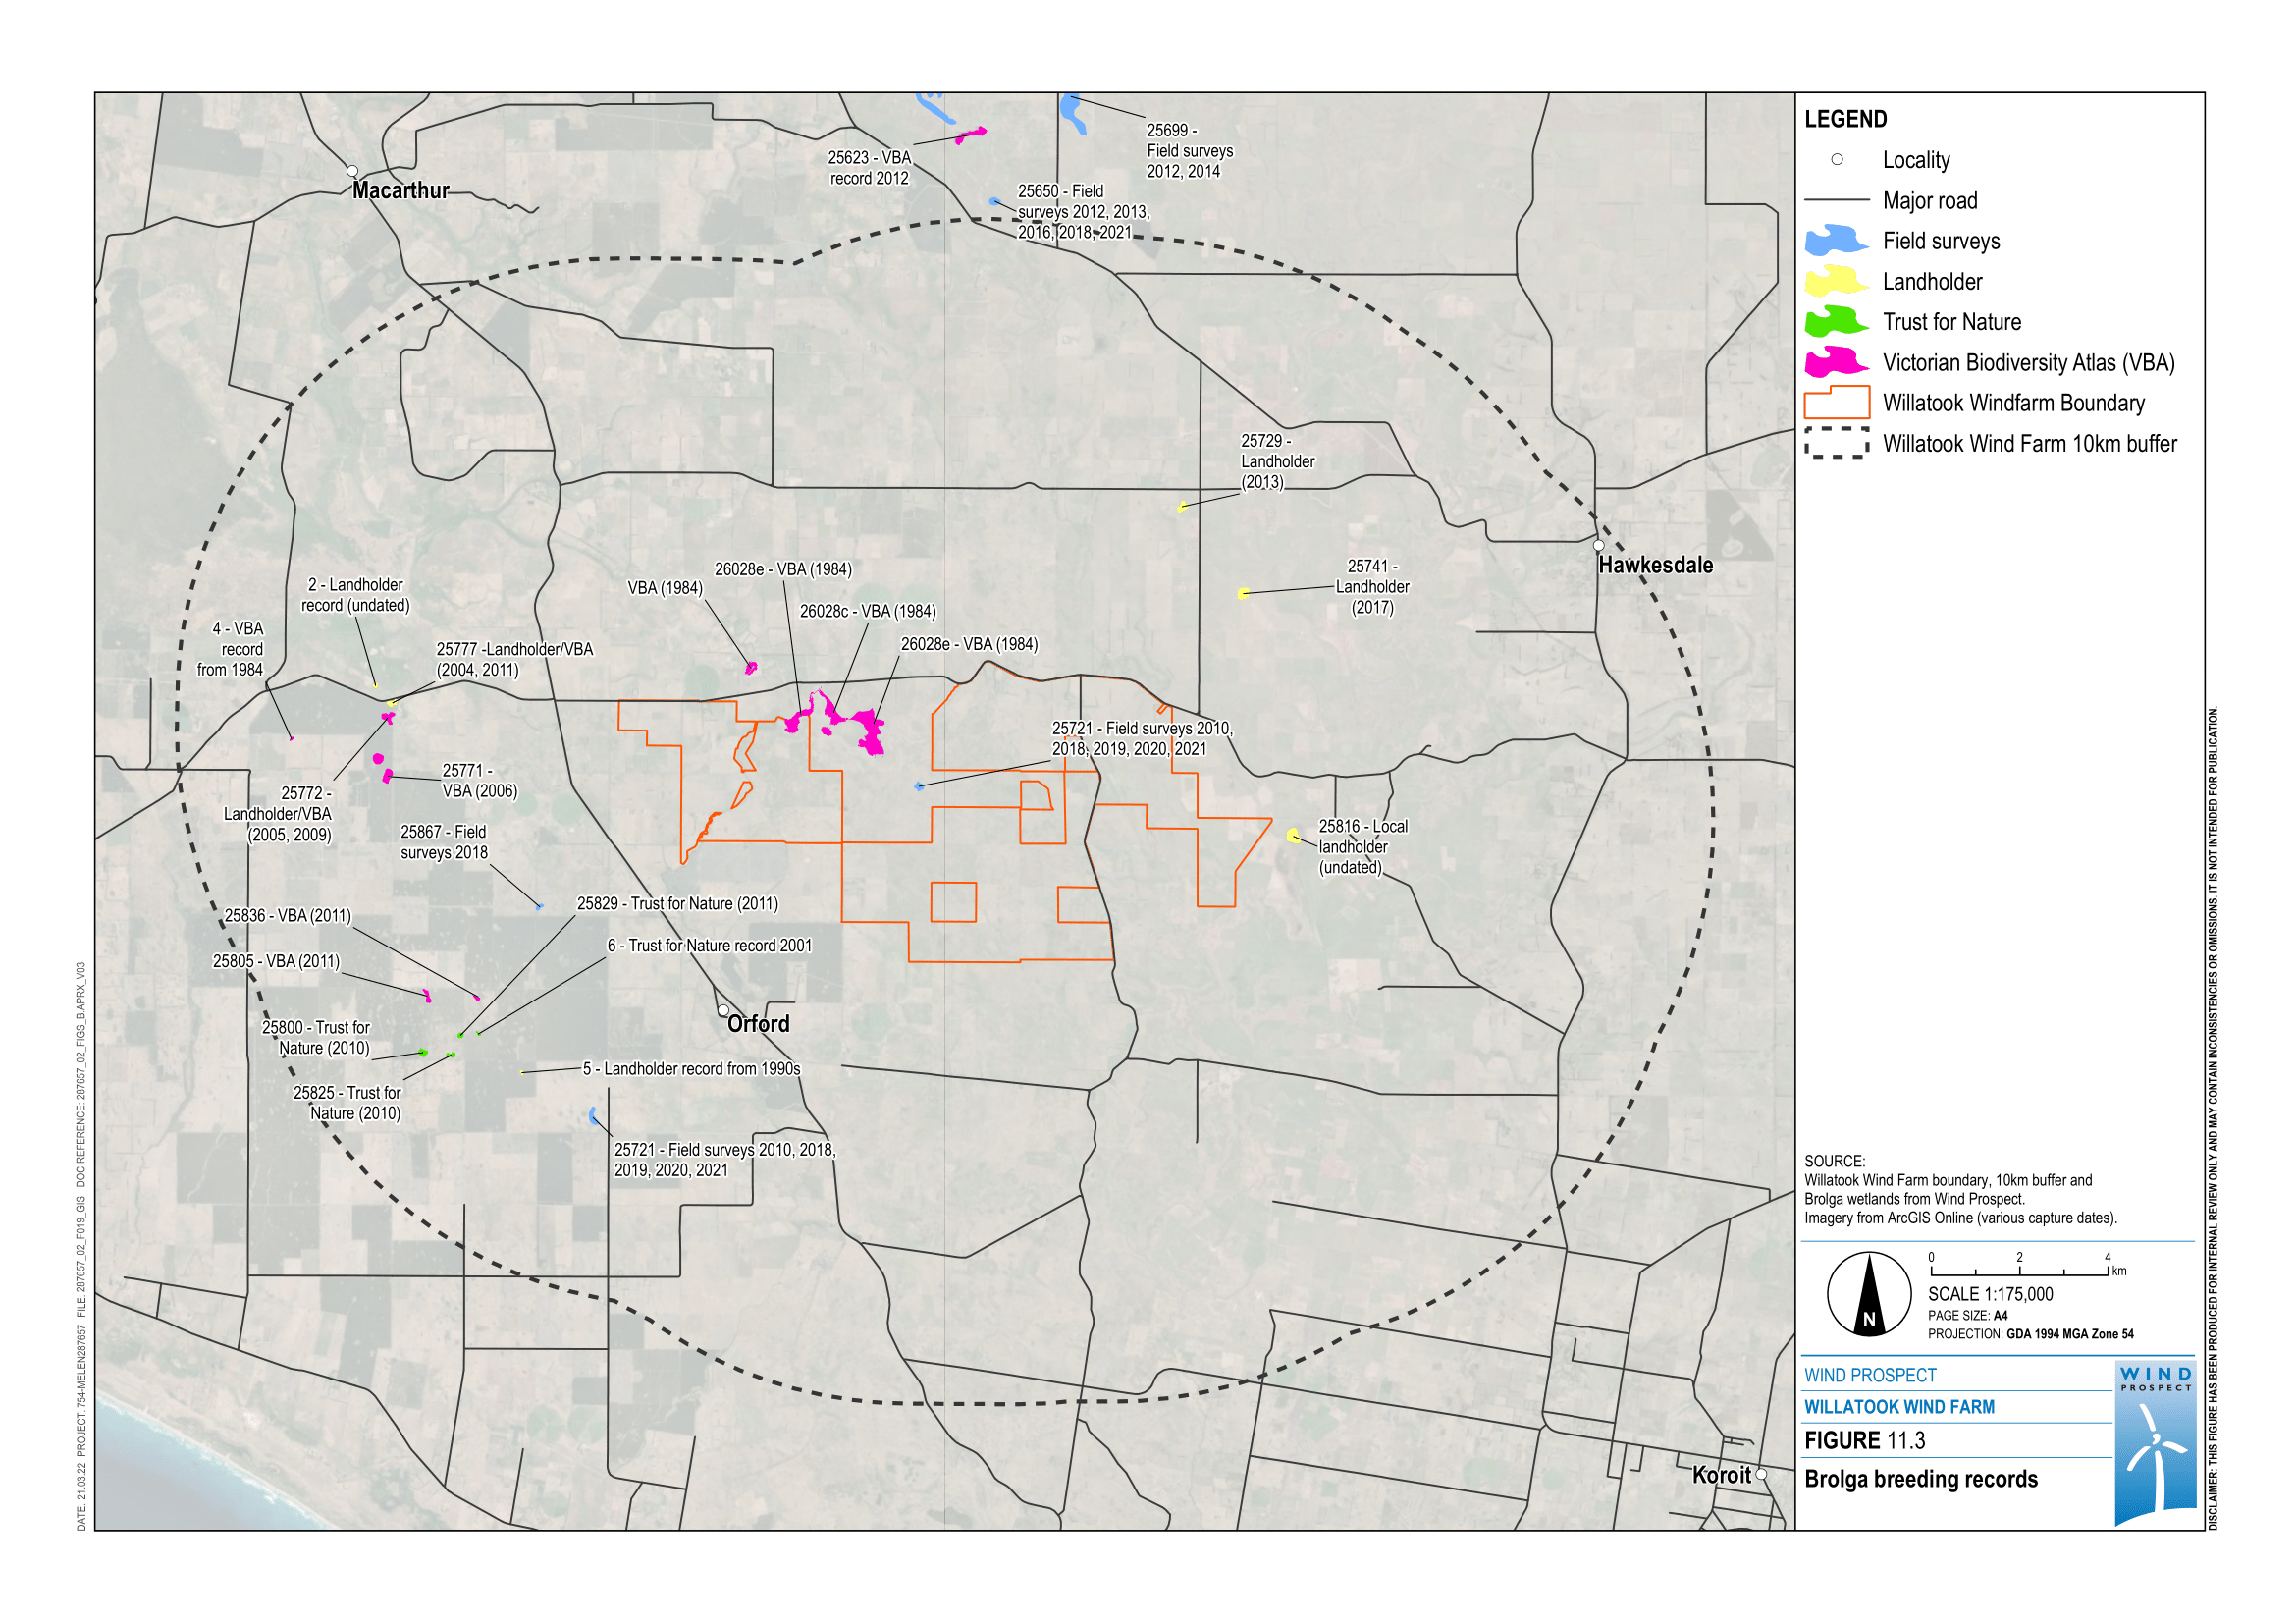 Macarthur
25623 - VBA
record 2012
25699 -
Field surveys
2012, 2014
25650 - Field
surveys 2012, 2013,
2016, 2018, 2021
25729 -
Landholder
(2013)
Hawkesdale
25741 -
Landholder
(2017)
26028e - VBA (1984)
VBA (1984)
26028c - VBA (1984)
26028e - VBA (1984)
2 - Landholder
record (undated)
4 - VBA
record
from 1984
25777 -Landholder/VBA
(2004, 2011)
25721 - Field surveys 2010,
2018, 2019, 2020, 2021
25771 -
VBA (2006)
25772 -
Landholder/VBA
(2005, 2009)
25867 - Field
surveys 2018
25816 - Local
landholder
(undated)
25829 - Trust for Nature (2011)
25836 - VBA (2011)
6 - Trust for Nature record 2001
25805 - VBA (2011)
Orford
25800 - Trust for
Nature (2010)
5 - Landholder record from 1990s
25825 - Trust for
Nature (2010)
25721 - Field surveys 2010, 2018,
2019, 2020, 2021
Koroit
LEGEND
Locality
Major road
Field surveys
Landholder
Trust for Nature
Victorian Biodiversity Atlas (VBA)
Willatook Windfarm Boundary
Willatook Wind Farm 10km buffer
SOURCE:
Willatook Wind Farm boundary, 10km buffer and
Brolga wetlands from Wind Prospect.
Imagery from ArcGIS Online (various capture dates).
0 2 4
km
N
SCALE 1:175,000
PAGE SIZE: A4
PROJECTION: GDA 1994 MGA Zone 54
WIND PROSPECT
WILLATOOK WIND FARM
FIGURE 11.3
Brolga breeding records
WIND
PROSPECT
DATE: 21.03.22 PROJECT: 754-MELEN287657 FILE: 287657_02_F019_GIS DOC REFERENCE: 287657_02_FIGS_B.APRX_V03
DISCLAIMER: THIS FIGURE HAS BEEN PRODUCED FOR INTERNAL REVIEW ONLY AND MAY CONTAIN INCONSISTENCIES OR OMISSIONS. IT IS NOT INTENDED FOR PUBLICATION.